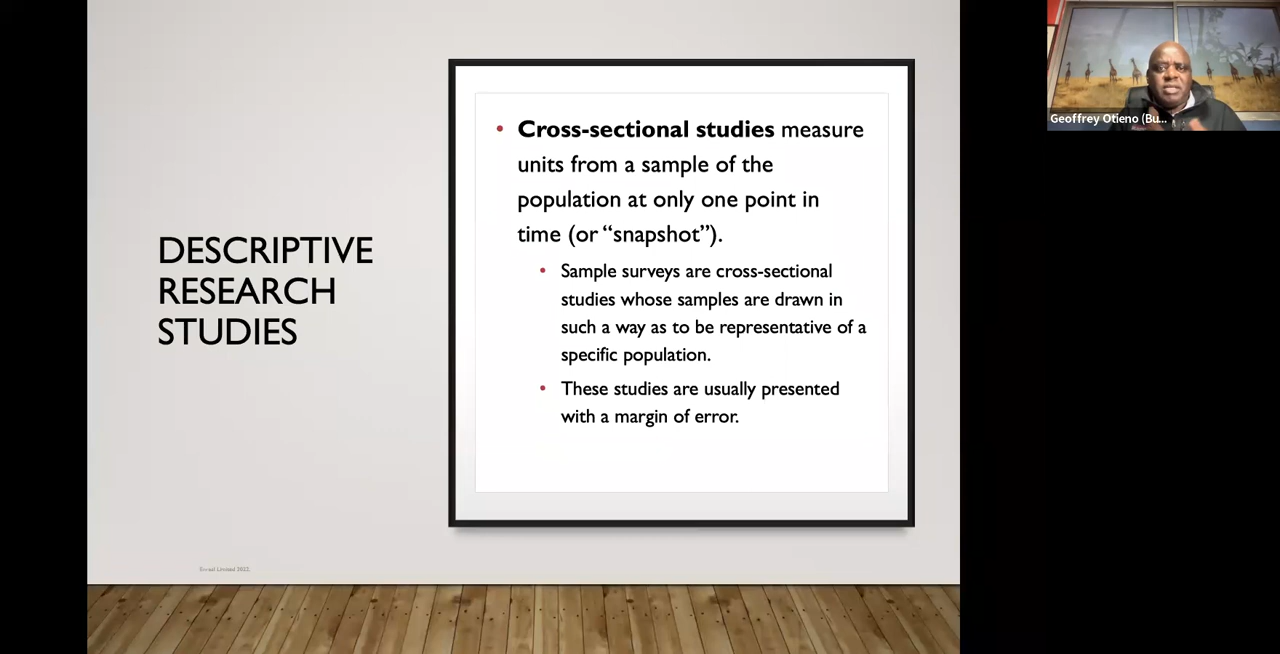 DESCRIPTIVE
RESEARCH
STUDIES
• Cross-sectional studies measure
units from a sample of the
population at only one point in
time (or “snapshot”).
• Sample surveys are cross-sectional
studies whose samples are drawn in
such a way as to be representative of a
specific population.
• These studies are usually presented
with a margin of error.
Limited 2022,
Geoffrey Otieno (Bu...